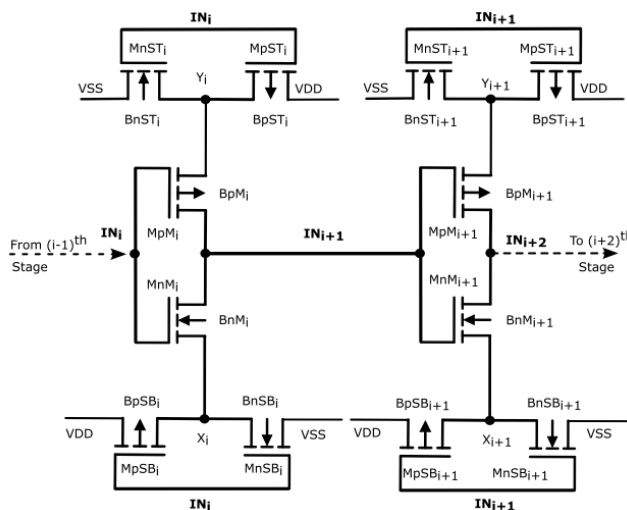 INi INi+1
MnSTi MpSTi MnSTi+1 MpSTi+1
VSS Yi VDD VSS Yi+1 VDD
BnSTi BpSTi BnSTi+1 BpSTi+1
BpMi BpMi+1
From (i-1)th INi MpMi INi+1 MpMi+1 INi+2 To (i+2)th
Stage MnMi MnMi+1 Stage
BnMi BnMi+1
BpSBi BnSBi BpSBi+1 BnSBi+1
VDD Xi VSS VDD Xi+1 VSS
MpSBi MnSBi MpSBi+1 MnSBi+1
INi INi+1